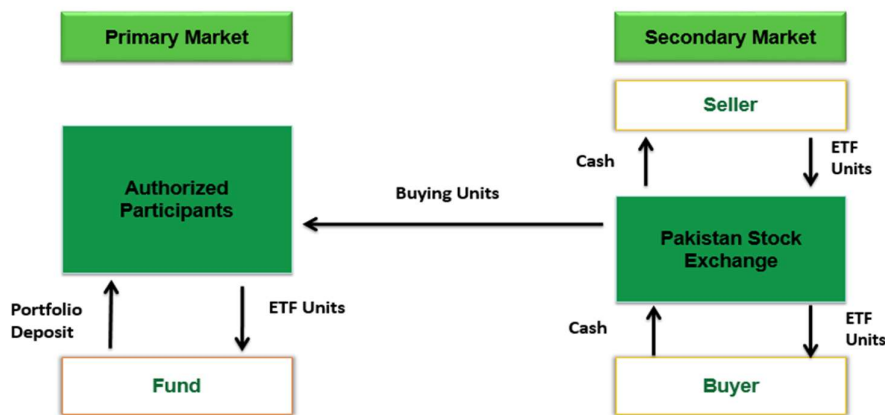 Primary Market
Secondary Market
Seller
Cash
ETF
Units
Authorized
Participants
Buying Units
Pakistan Stock
Exchange
Portfolio
Deposit
ETF Units
Cash
ETF
Units
Fund
Buyer